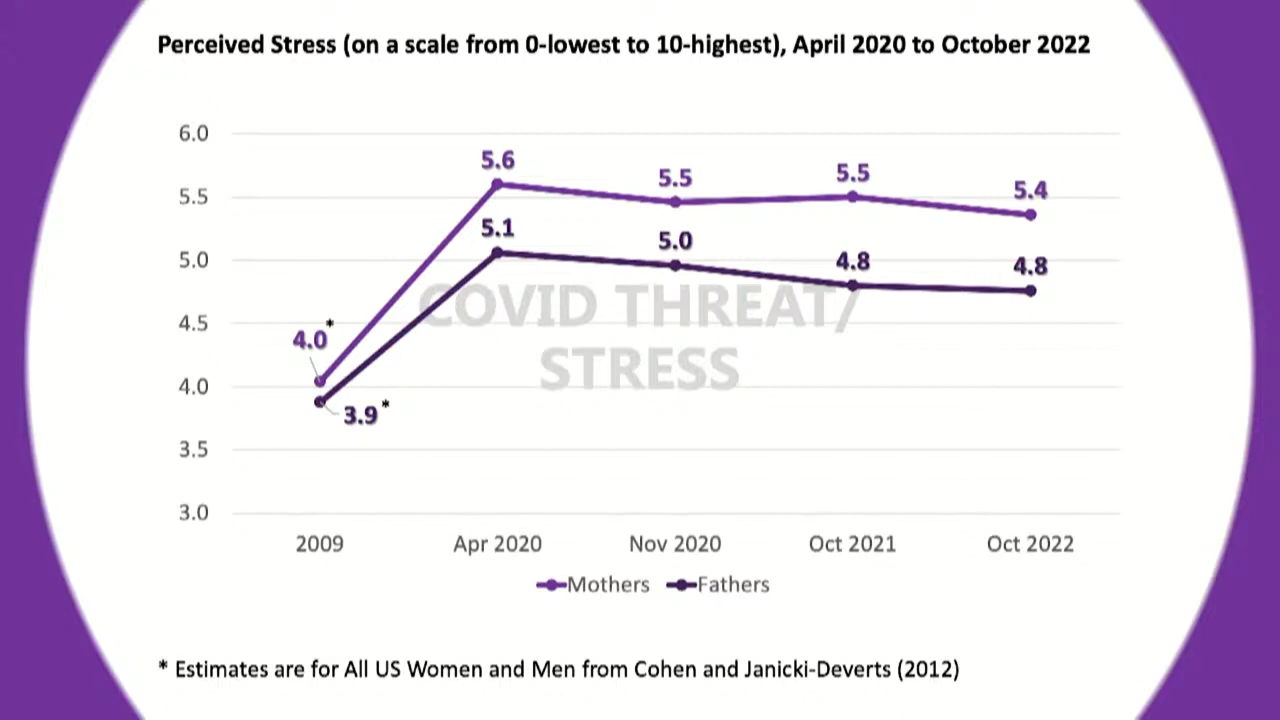 Perceived Stress (on a scale from 0-lowest to 10-highest), April 2020 to October 2022
6.0
5.5
5.0
4.5
4.0
3.5
3.0
5.6
5.5
5.5
5.4
5.1
5.0
4.8
4.8
4.0*
3.9*
COVID THREAT/
STRESS
2009 Apr 2020 Nov 2020 Oct 2021 Oct 2022
Mothers Fathers
* Estimates are for All US Women and Men from Cohen and Janicki-Deverts (2012)